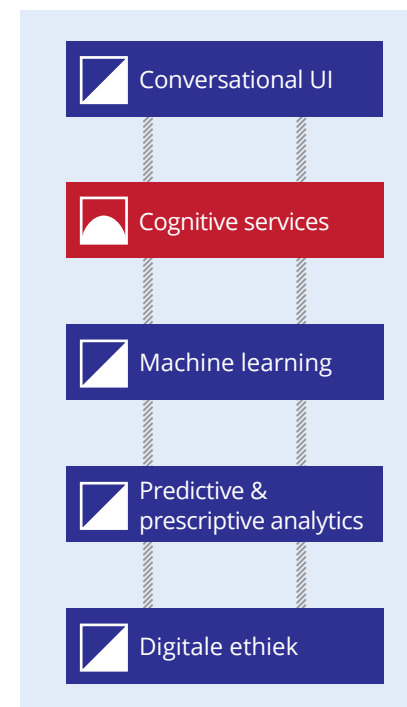 Conversational UI
Cognitive services
Machine learning
Predictive &
prescriptive analytics
Digitale ethiek